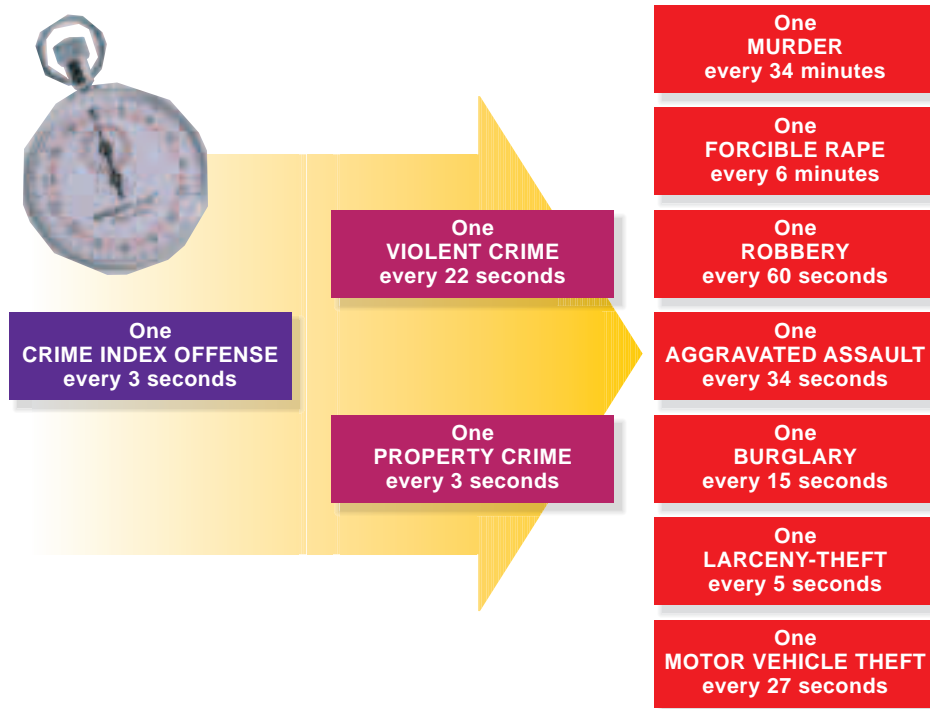 One
MURDER
every 34 minutes
One
FORCIBLE RAPE
every 6 minutes
One
VIOLENT CRIME
every 22 seconds
One
ROBBERY
every 60 seconds
One
CRIME INDEX OFFENSE
every 3 seconds
One
AGGRAVATED ASSAULT
every 34 seconds
One
PROPERTY CRIME
every 3 seconds
One
BURGLARY
every 15 seconds
One
LARCENY-THEFT
every 5 seconds
One
MOTOR VEHICLE THEFT
every 27 seconds